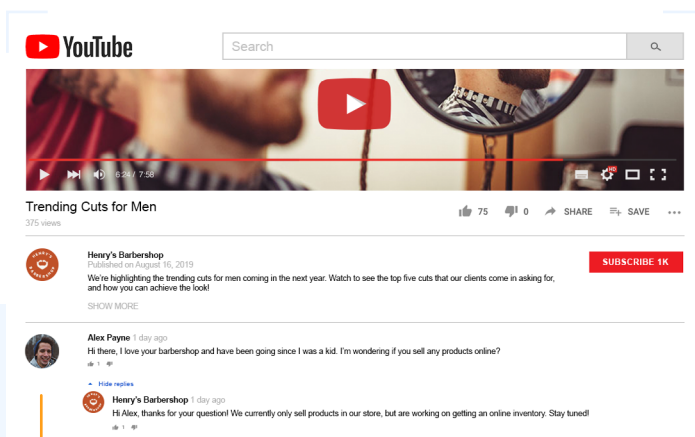 YouTube
Search
HD
6:24 / 7:58
Trending Cuts for Men
375 views
75
0
SHARE
SAVE
Henry's Barbershop
Published on August 16, 2019
SUBSCRIBE 1K
We're highlighting the trending cuts for men coming in the next year. Watch to see the top five cuts that our clients come in asking for,
and how you can achieve the look!
SHOW MORE
Alex Payne 1 day ago
Hi there, I love your barbershop and have been going since I was a kid. I'm wondering if you sell any products online?
1
Hide replies
Henry's Barbershop 1 day ago
Hi Alex, thanks for your question! We currently only sell products in our store, but are working on getting an online inventory. Stay tuned!
1